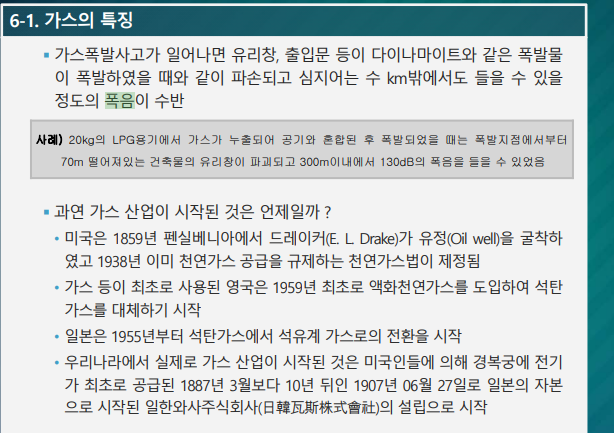 6-1. 가스의 특징
가스폭발사고가 일어나면 유리창, 출입문 등이 다이나마이트와 같은 폭발물
이 폭발하였을 때와 같이 파손되고 심지어는 수 km밖에서도 들을 수 있을
정도의 폭음이 수반
사례) 20kg의 LPG용기에서 가스가 누출되어 공기와 혼합된 후 폭발되었을 때는 폭발지점에서부터
70m 떨어져있는 건축물의 유리창이 파괴되고 300m이내에서 130dB의 폭음을 들을 수 있었음
과연 가스 산업이 시작된 것은 언제일까 ?
미국은 1859년 펜실베니아에서 드레이커(E. L. Drake)가 유정(Oil well)을 굴착하
였고 1938년 이미 천연가스 공급을 규제하는 천연가스법이 제정됨
가스 등이 최초로 사용된 영국은 1959년 최초로 액화천연가스를 도입하여 석탄
가스를 대체하기 시작
일본은 1955년부터 석탄가스에서 석유계 가스로의 전환을 시작
우리나라에서 실제로 가스 산업이 시작된 것은 미국인들에 의해 경복궁에 전기
가 최초로 공급된 1887년 3월보다 10년 뒤인 1907년 06월 27일로 일본의 자본
으로 시작된 일한와사주식회사(日韓瓦斯株式會社)의 설립으로 시작